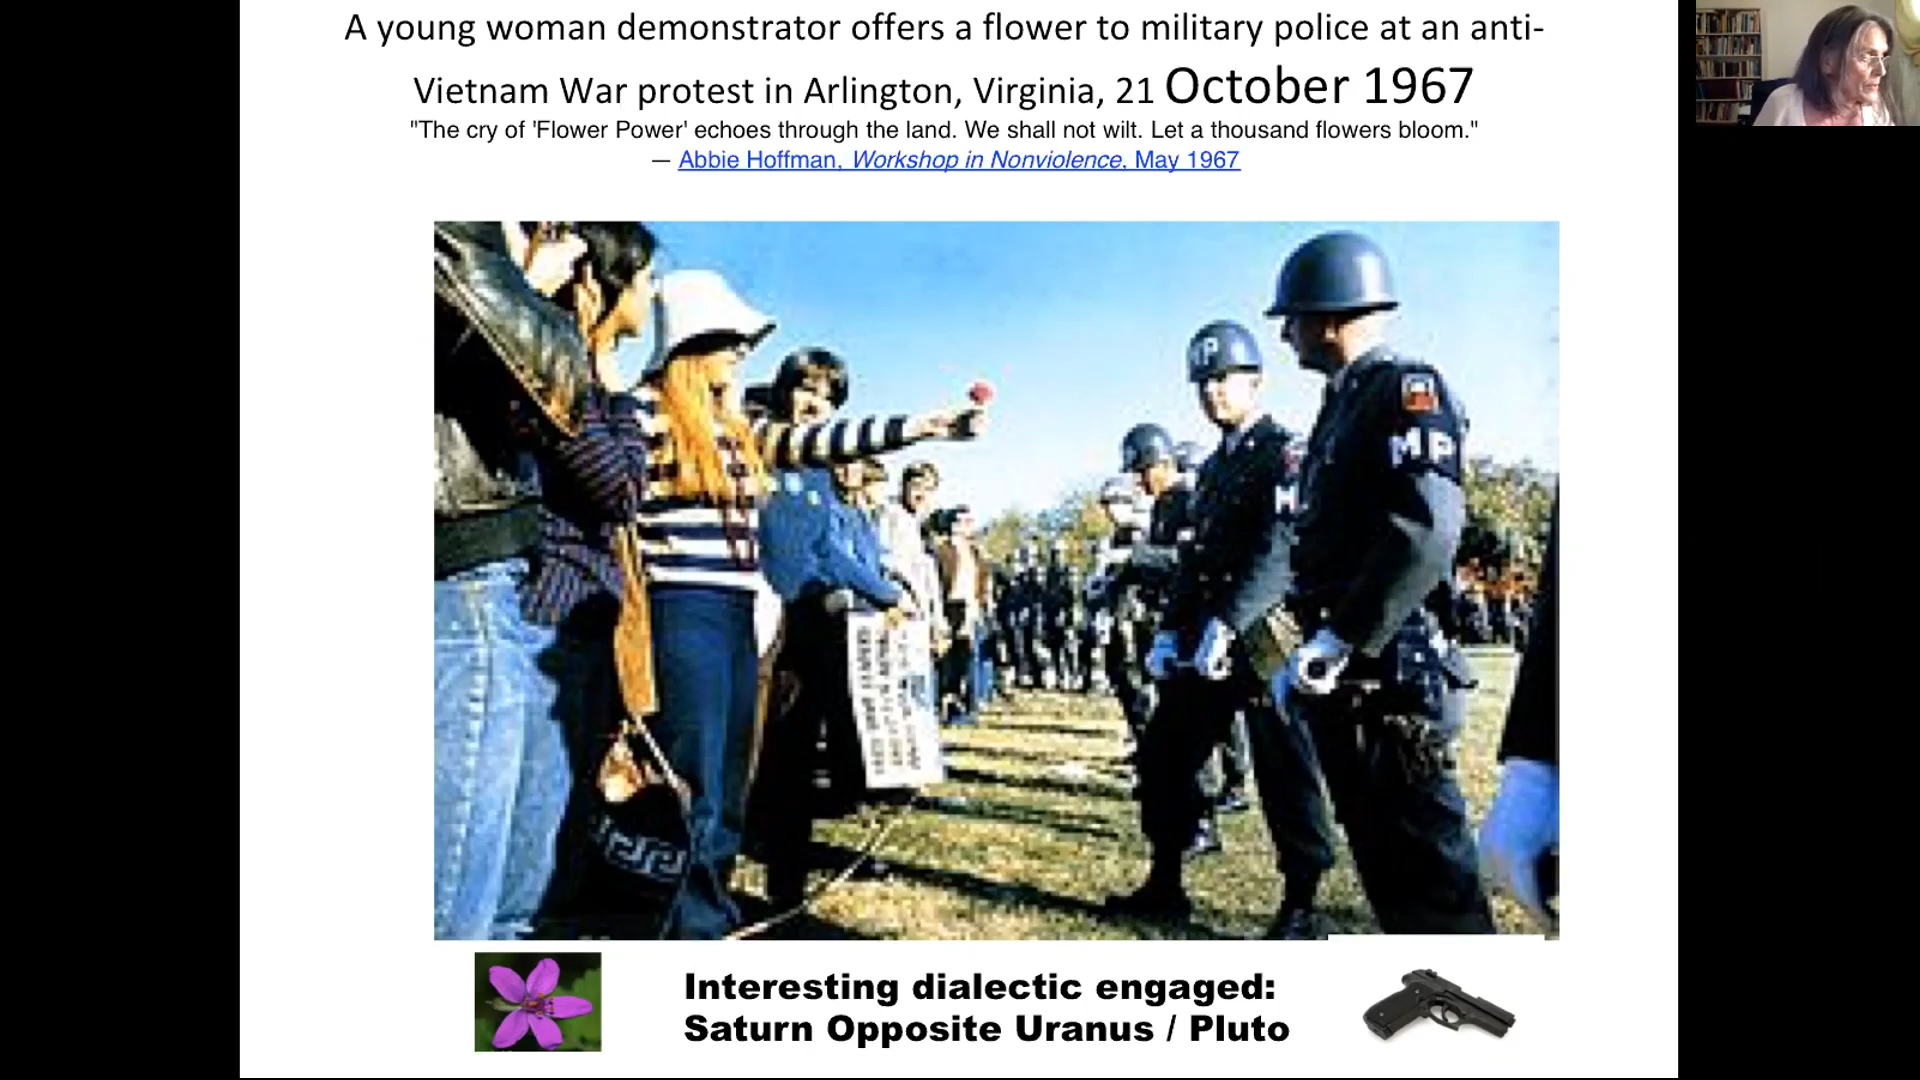 A young woman demonstrator offers a flower to military police at an anti-
Vietnam War protest in Arlington, Virginia, 21 October 1967
"The cry of 'Flower Power' echoes through the land. We shall not wilt. Let a thousand flowers bloom."
— Abbie Hoffman, Workshop in Nonviolence, May 1967
MP
MP
M
Interesting dialectic engaged:
Saturn Opposite Uranus / Pluto